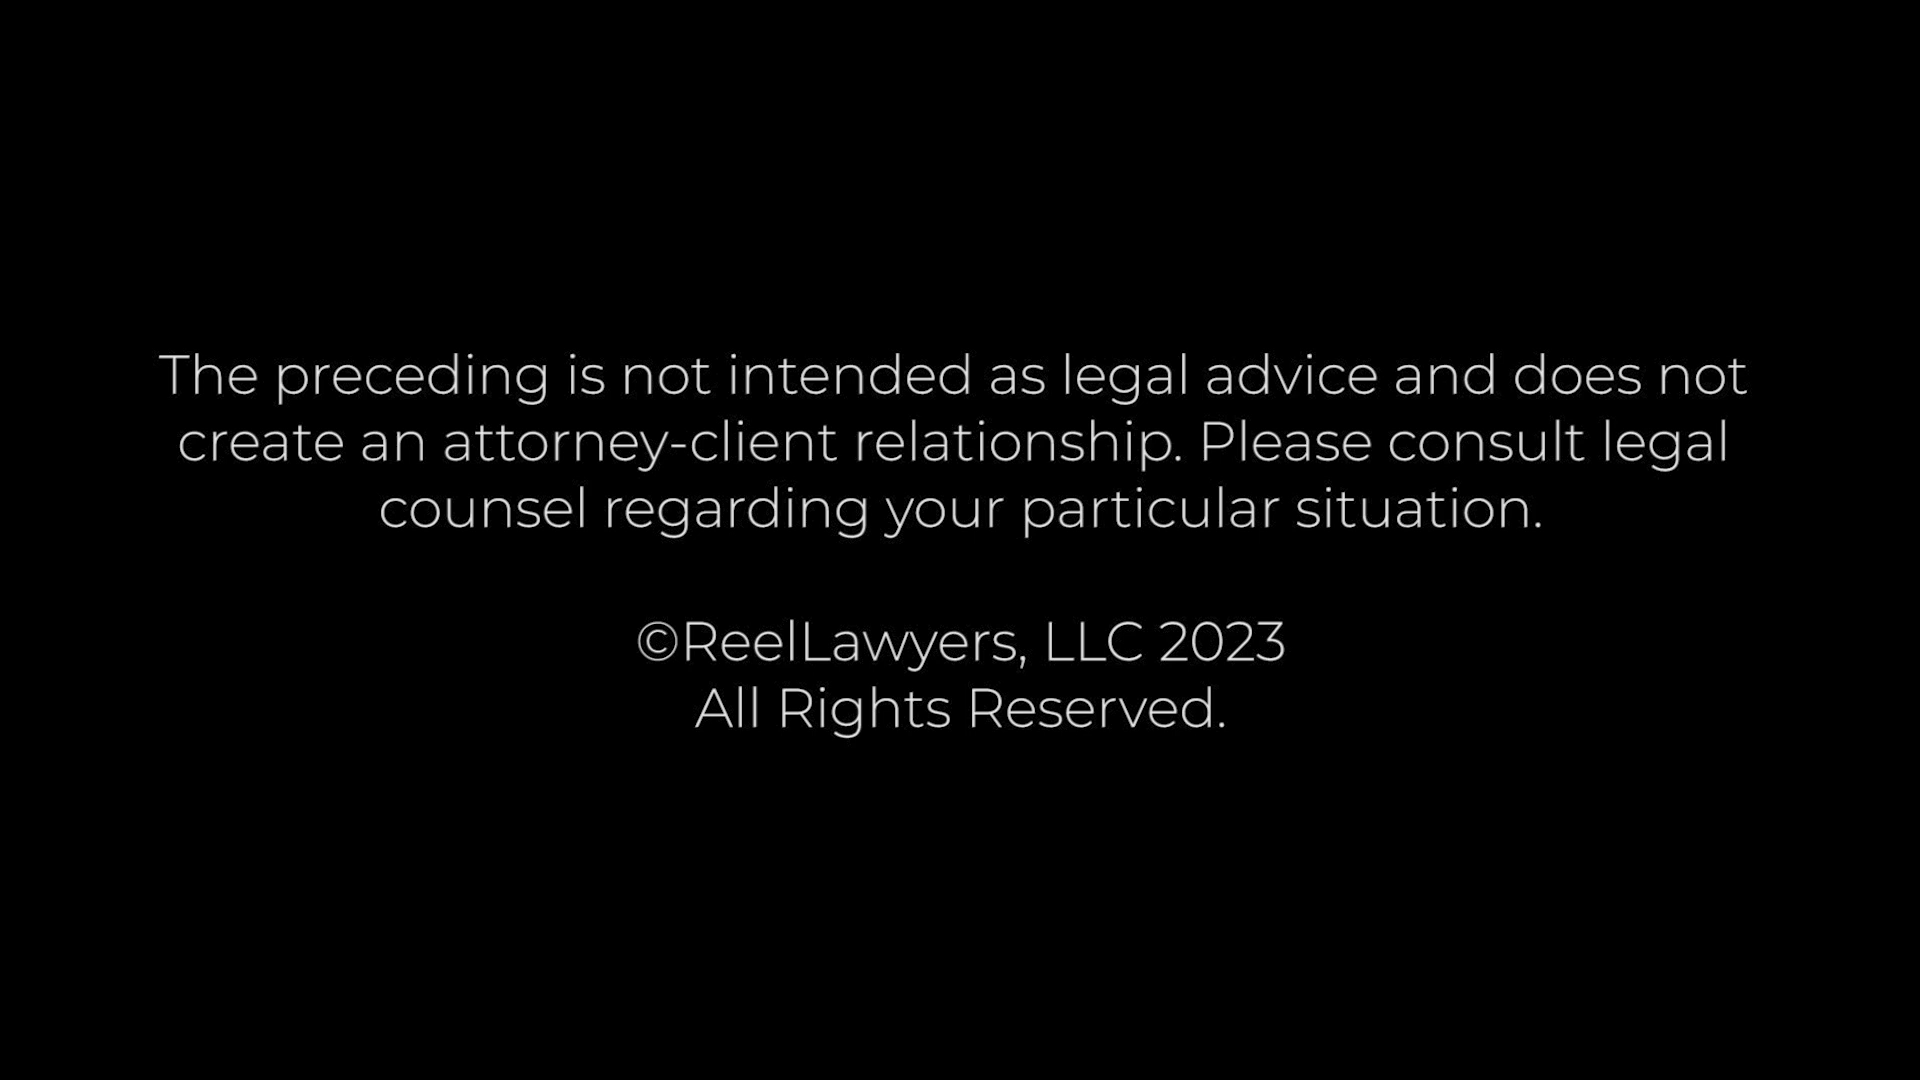 The preceding is not intended as legal advice and does not
create an attorney-client relationship. Please consult legal
counsel regarding your particular situation.
©ReelLawyers, LLC 2023
All Rights Reserved.